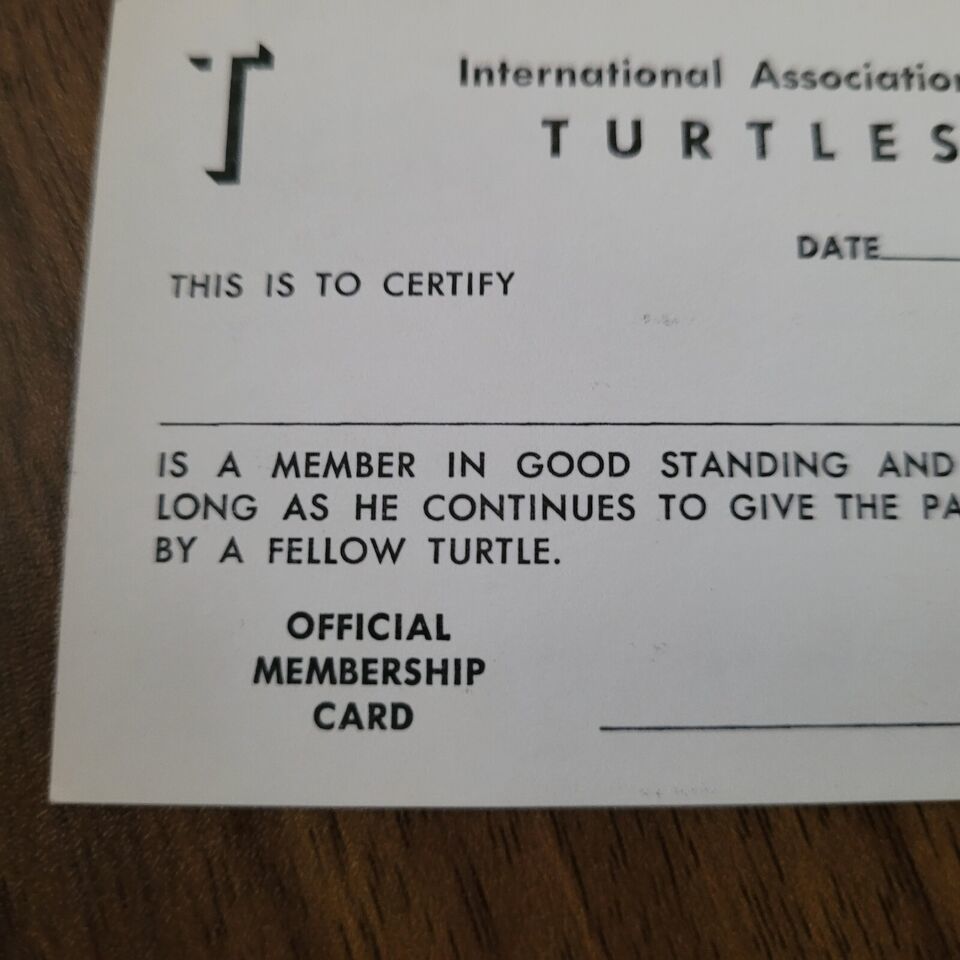 T
International Association
TURTLES
DATE
THIS IS TO CERTIFY
IS A MEMBER IN GOOD STANDING AND
LONG AS HE CONTINUES TO GIVE THE PA
BY A FELLOW TURTLE.
OFFICIAL
MEMBERSHIP
CARD